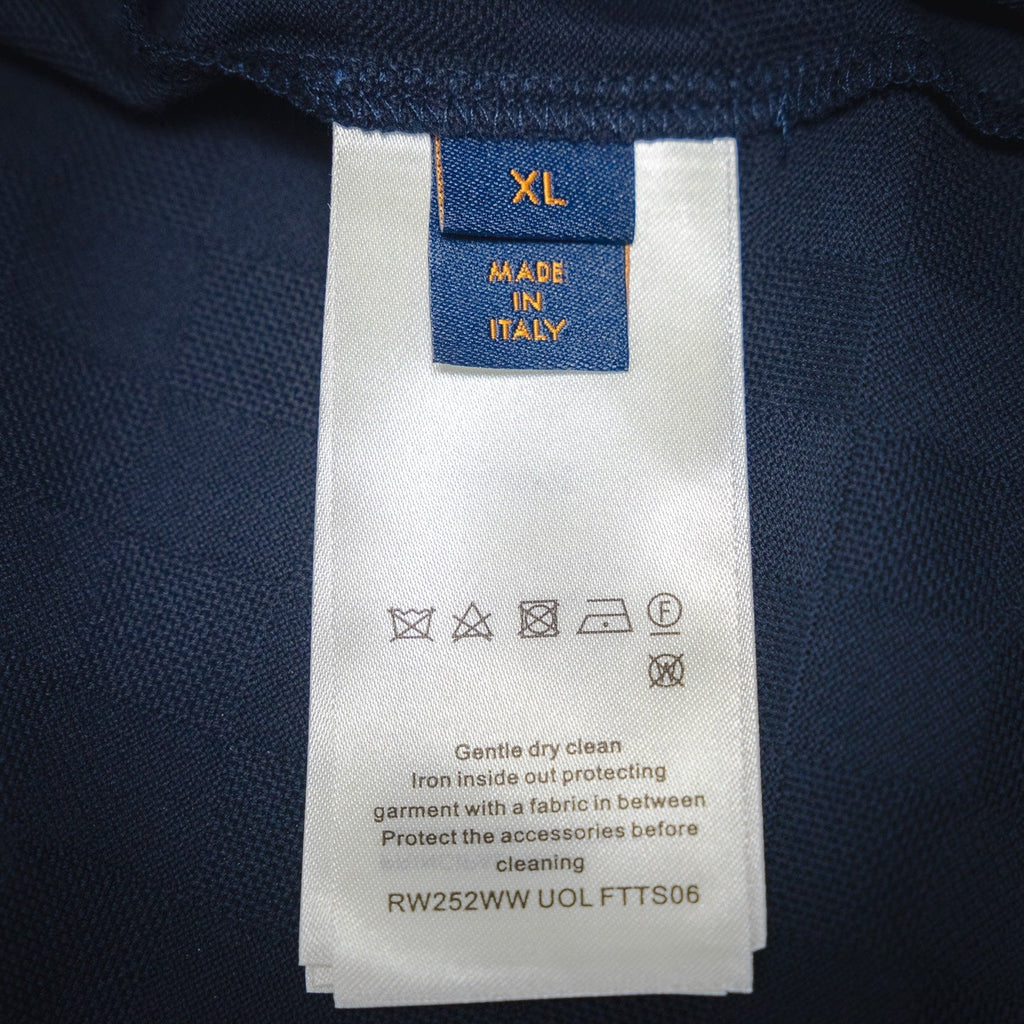 XL
MADE
IN
ITALY
F
W
Gentle dry clean
Iron inside out protecting
garment with a fabric in between
Protect the accessories before
cleaning
RW252WW UOL FTTS06